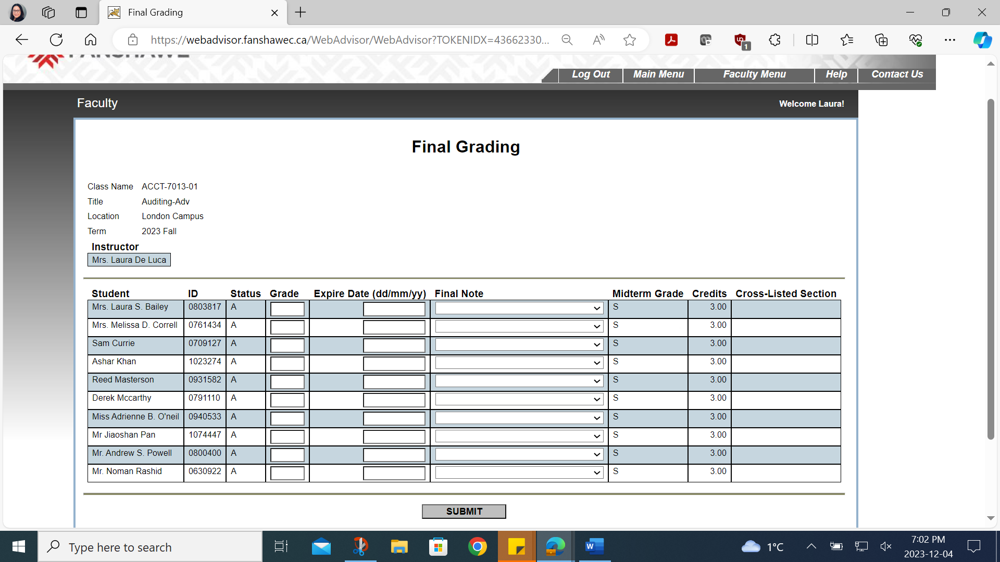 Final Grading
https://webadvisor.fanshawec.ca/WebAdvisor/WebAdvisor?TOKENIDX=43662330...
1
FANSHAWE
Log Out Main Menu Faculty Menu Help Contact Us
Faculty Welcome Laura!
Final Grading
Class Name ACCT-7013-01
Title Auditing-Adv
Location London Campus
Term 2023 Fall
Instructor
Mrs. Laura De Luca
Student ID Status Grade Expire Date (dd/mm/yy) Final Note Midterm Grade Credits Cross-Listed Section
Mrs. Laura S. Bailey 0803817 A S 3.00
Mrs. Melissa D. Correll 0761434 A S 3.00
Sam Currie 0709127 A S 3.00
Ashar Khan 1023274 A S 3.00
Reed Masterson 0931582 A S 3.00
Derek Mccarthy 0791110 A S 3.00
Miss Adrienne B. O'neil 0940533 A S 3.00
Mr Jiaoshan Pan 1074447 A S 3.00
Mr. Andrew S. Powell 0800400 A S 3.00
Mr. Noman Rashid 0630922 A S 3.00
SUBMIT
Type here to search
1°C
7:02 PM
2023-12-04